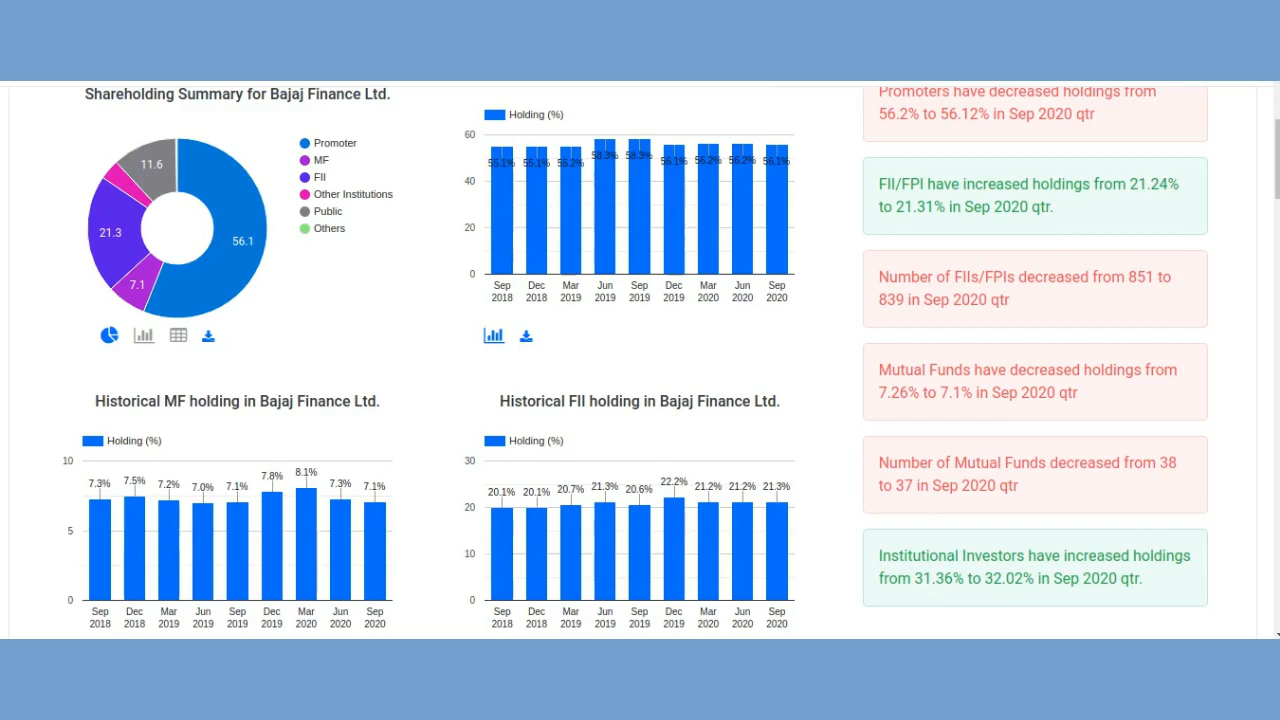 Shareholding Summary for Bajaj Finance Ltd.
11.6
21.3
7.1
56.1
Promoter
MF
FII
Other Institutions
Public
Others
Holding (%)
60
40
20
0
55.1% 55.1% 55.2% 58.3% 58.3% 56.1% 56.2% 56.2% 56.1%
Sep Dec Mar Jun Sep Dec Mar Jun Sep
2018 2018 2019 2019 2019 2019 2020 2020 2020
Historical MF holding in Bajaj Finance Ltd.
Holding (%)
10
5
0
7.3% 7.5% 7.2% 7.0% 7.1% 7.8% 8.1% 7.3% 7.1%
Sep Dec Mar Jun Sep Dec Mar Jun Sep
2018 2018 2019 2019 2019 2019 2020 2020 2020
Historical FII holding in Bajaj Finance Ltd.
Holding (%)
30
20
10
0
20.1% 20.1% 20.7% 21.3% 20.6% 22.2% 21.2% 21.2% 21.3%
Sep Dec Mar Jun Sep Dec Mar Jun Sep
2018 2018 2019 2019 2019 2019 2020 2020 2020
Promoters have decreased holdings from
56.2% to 56.12% in Sep 2020 qtr
FII/FPI have increased holdings from 21.24%
to 21.31% in Sep 2020 qtr.
Number of FIIs/FPIs decreased from 851 to
839 in Sep 2020 qtr
Mutual Funds have decreased holdings from
7.26% to 7.1% in Sep 2020 qtr
Number of Mutual Funds decreased from 38
to 37 in Sep 2020 qtr
Institutional Investors have increased holdings
from 31.36% to 32.02% in Sep 2020 qtr.